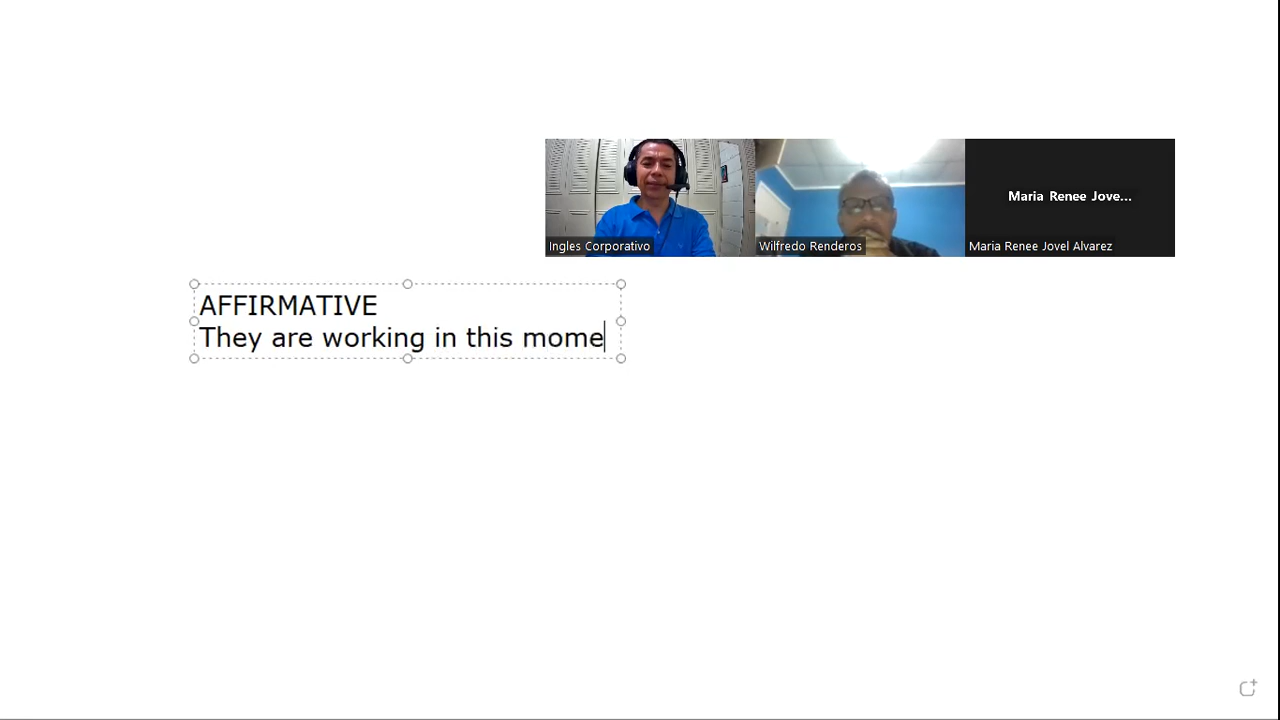 Maria Renee Jove...
Ingles Corporativo
Wilfredo Renderos
Maria Renee Jovel Alvarez
AFFIRMATIVE
They are working in this mome